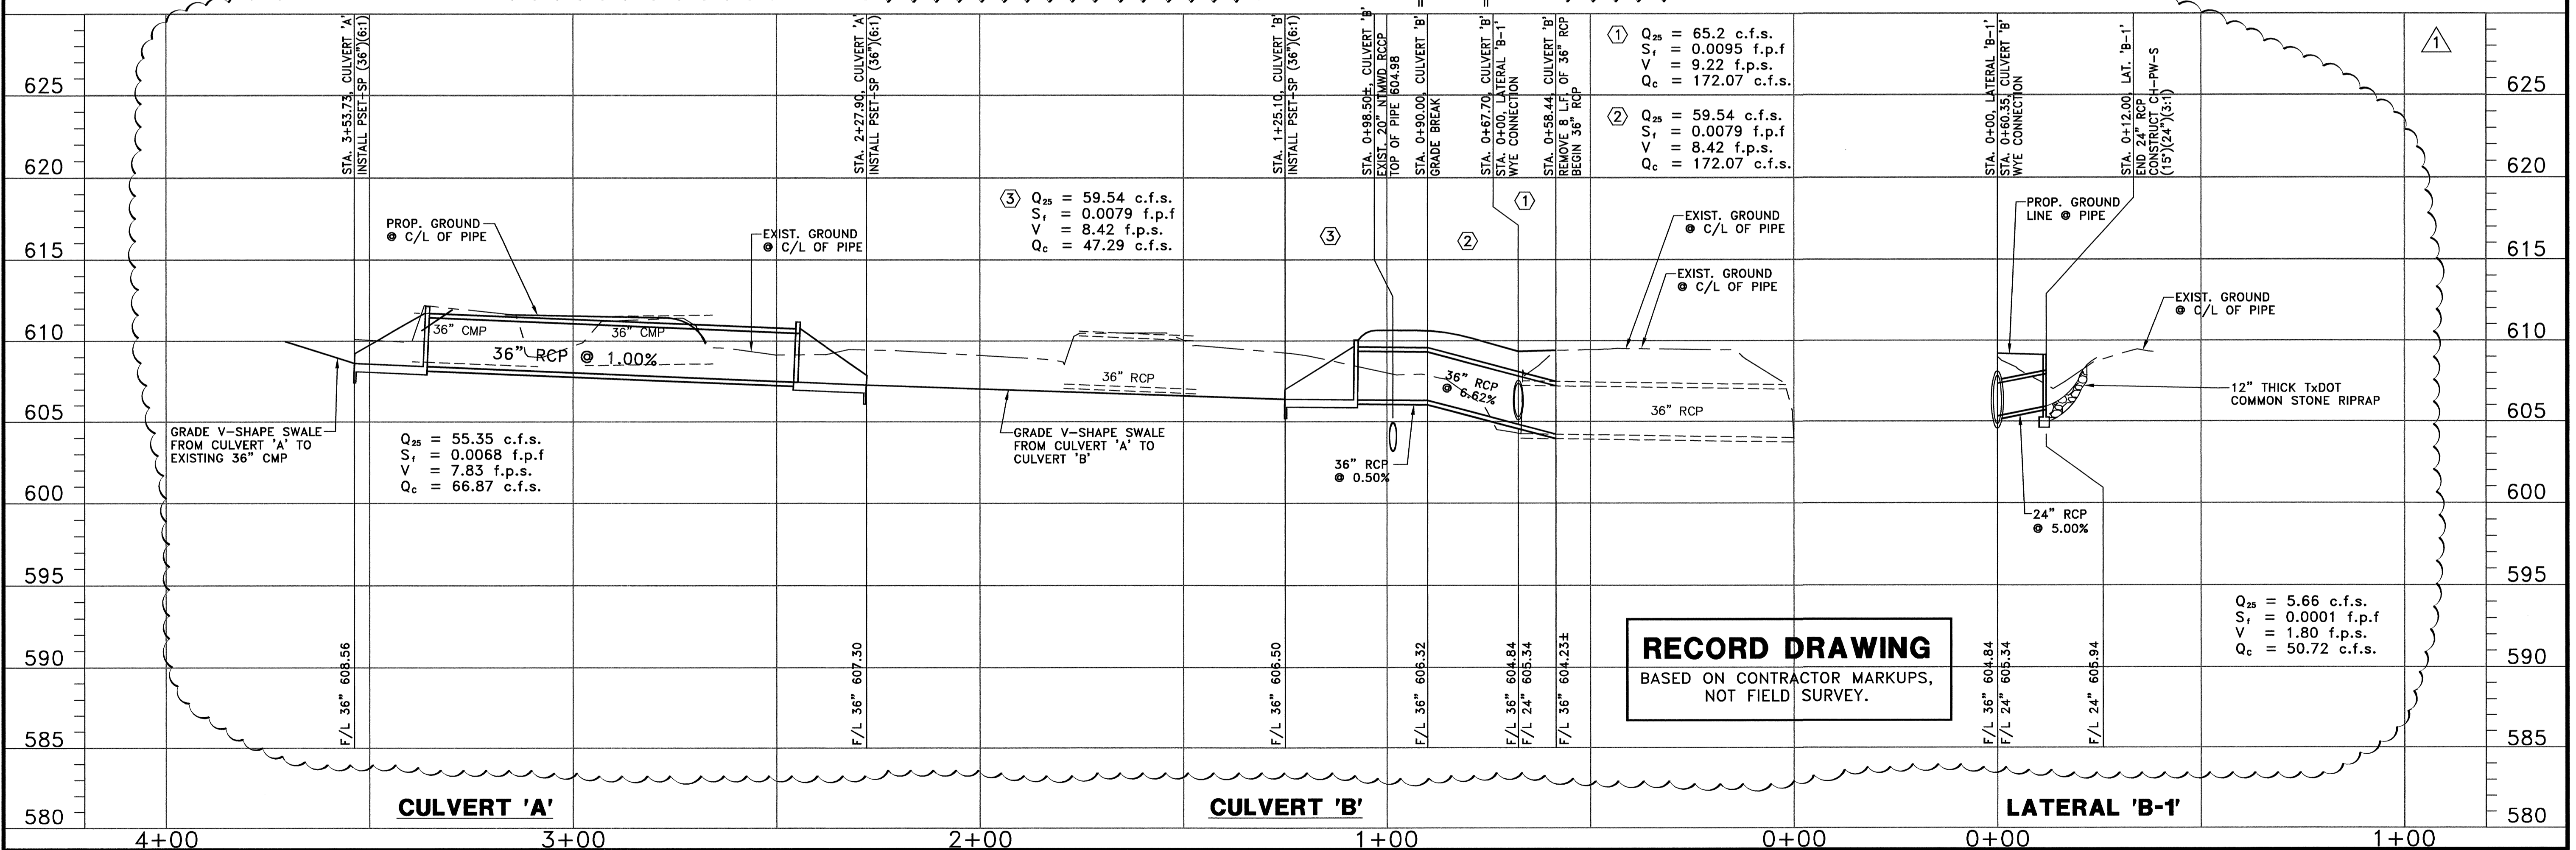 STA. 3+53.73, CULVERT 'A'
INSTALL PSET-SP (36")(6:1)
STA. 2+27.90, CULVERT 'A'
INSTALL PSET-SP (36")(6:1)
STA. 1+25.10, CULVERT 'B'
INSTALL PSET-SP (36")(6:1)
STA. 0+98.50±, CULVERT 'B'
EXIST. 20" NTMWD RCCP
TOP OF PIPE 604.98
STA. 0+90.00, CULVERT 'B'
GRADE BREAK
STA. 0+67.70, CULVERT 'B'
STA. 0+00, LATERAL 'B-1'
WYE CONNECTION
STA. 0+58.44, CULVERT 'B'
REMOVE 8 L.F. OF 36" RCP
BEGIN 36" RCP
1
Q25 = 65.2 c.f.s.
Sf = 0.0095 f.p.f
V = 9.22 f.p.s.
Qc = 172.07 c.f.s.
2
Q25 = 59.54 c.f.s.
Sf = 0.0079 f.p.f
V = 8.42 f.p.s.
Qc = 172.07 c.f.s.
STA. 0+00, LATERAL 'B-1'
STA. 0+60.35, CULVERT 'B'
WYE CONNECTION
STA. 0+12.00, LAT. 'B-1'
END 24" RCP
CONSTRUCT CH-PW-S
(15°)(24")(3:1)
1
625
620
615
610
605
600
595
590
585
580
625
620
615
610
605
600
595
590
585
580
3
Q25 = 59.54 c.f.s.
Sf = 0.0079 f.p.f
V = 8.42 f.p.s.
Qc = 47.29 c.f.s.
3
2
1
PROP. GROUND
@ C/L OF PIPE
EXIST. GROUND
@ C/L OF PIPE
EXIST. GROUND
@ C/L OF PIPE
EXIST. GROUND
@ C/L OF PIPE
PROP. GROUND
LINE @ PIPE
EXIST. GROUND
@ C/L OF PIPE
36" CMP
36" CMP
36" RCP @ 1.00%
36" RCP
36" RCP
@ 6.62%
36" RCP
12" THICK TxDOT
COMMON STONE RIPRAP
GRADE V-SHAPE SWALE
FROM CULVERT 'A' TO
EXISTING 36" CMP
Q25 = 55.35 c.f.s.
Sf = 0.0068 f.p.f
V = 7.83 f.p.s.
Qc = 66.87 c.f.s.
GRADE V-SHAPE SWALE
FROM CULVERT 'A' TO
CULVERT 'B'
36" RCP
@ 0.50%
24" RCP
@ 5.00%
Q25 = 5.66 c.f.s.
Sf = 0.0001 f.p.f
V = 1.80 f.p.s.
Qc = 50.72 c.f.s.
F/L 36" 608.56
F/L 36" 607.30
F/L 36" 606.50
F/L 36" 606.32
F/L 36" 604.84
F/L 24" 605.34
F/L 36" 604.23±
RECORD DRAWING
BASED ON CONTRACTOR MARKUPS,
NOT FIELD SURVEY.
F/L 36" 604.84
F/L 24" 605.34
F/L 24" 605.94
CULVERT 'A'
CULVERT 'B'
LATERAL 'B-1'
4+00
3+00
2+00
1+00
0+00
0+00
1+00